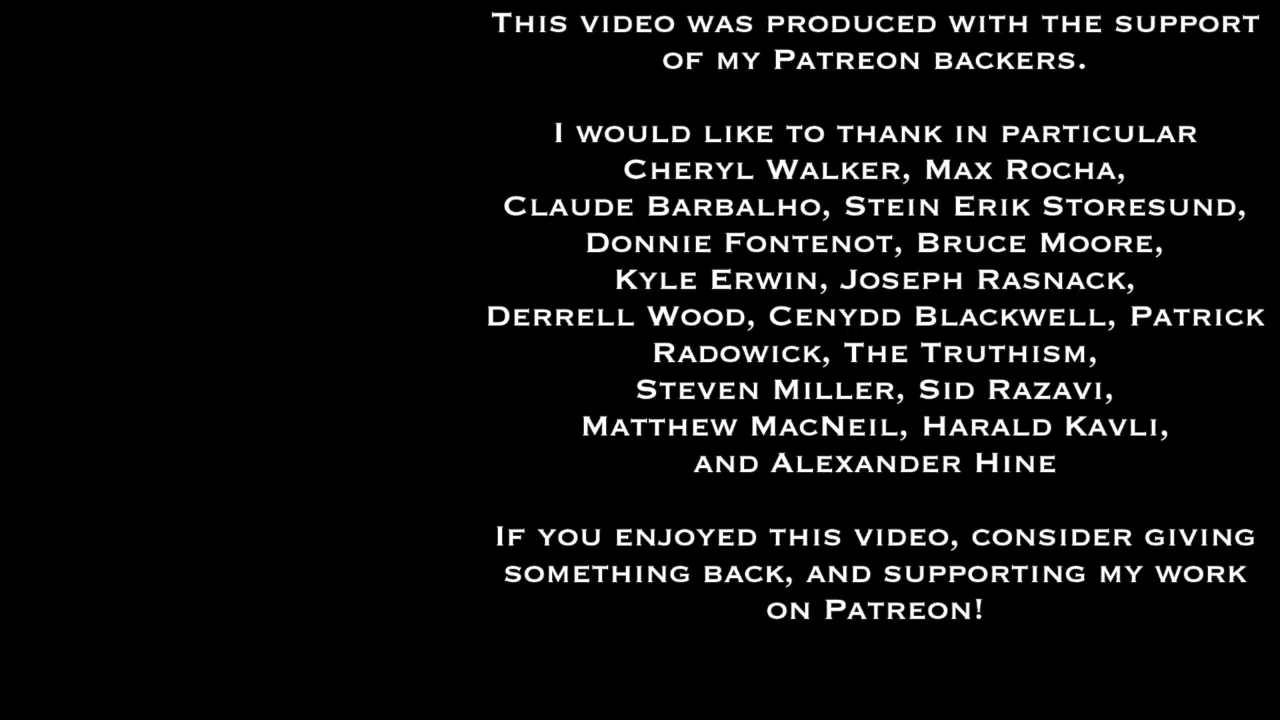 This video was produced with the support
of my Patreon backers.
I would like to thank in particular
Cheryl Walker, Max Rocha,
Claude Barbalho, Stein Erik Storesund,
Donnie Fontenot, Bruce Moore,
Kyle Erwin, Joseph Rasnack,
Derrell Wood, Cenydd Blackwell, Patrick
Radowick, The Truthism,
Steven Miller, Sid Razavi,
Matthew MacNeil, Harald Kavli,
and Alexander Hine
If you enjoyed this video, consider giving
something back, and supporting my work
on Patreon!